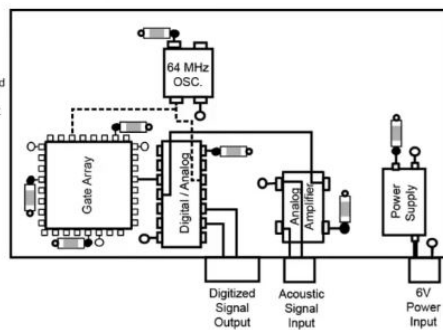 64 MHz
OSC.
Gate Array
Digital / Analog
Analog
Amplifier
Power
Supply
Digitized
Signal
Output
Acoustic
Signal
Input
6V
Power
Input